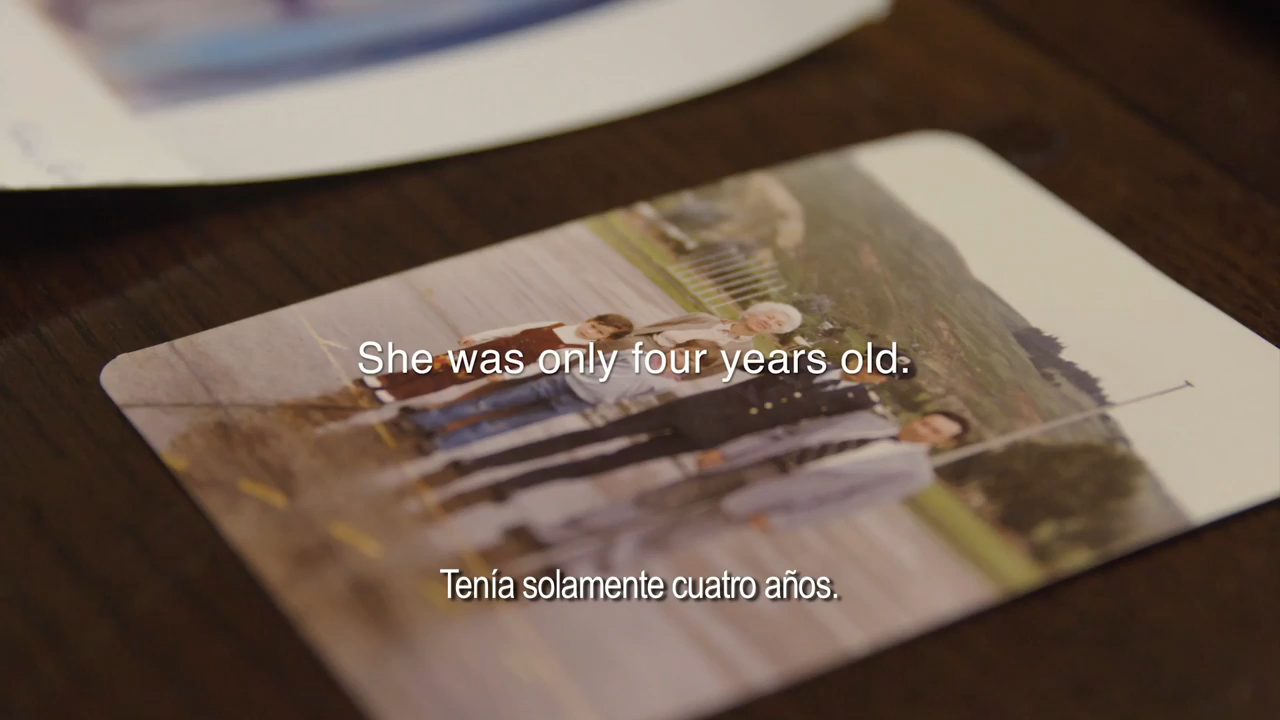 She was only four years old.
Tenía solamente cuatro años.